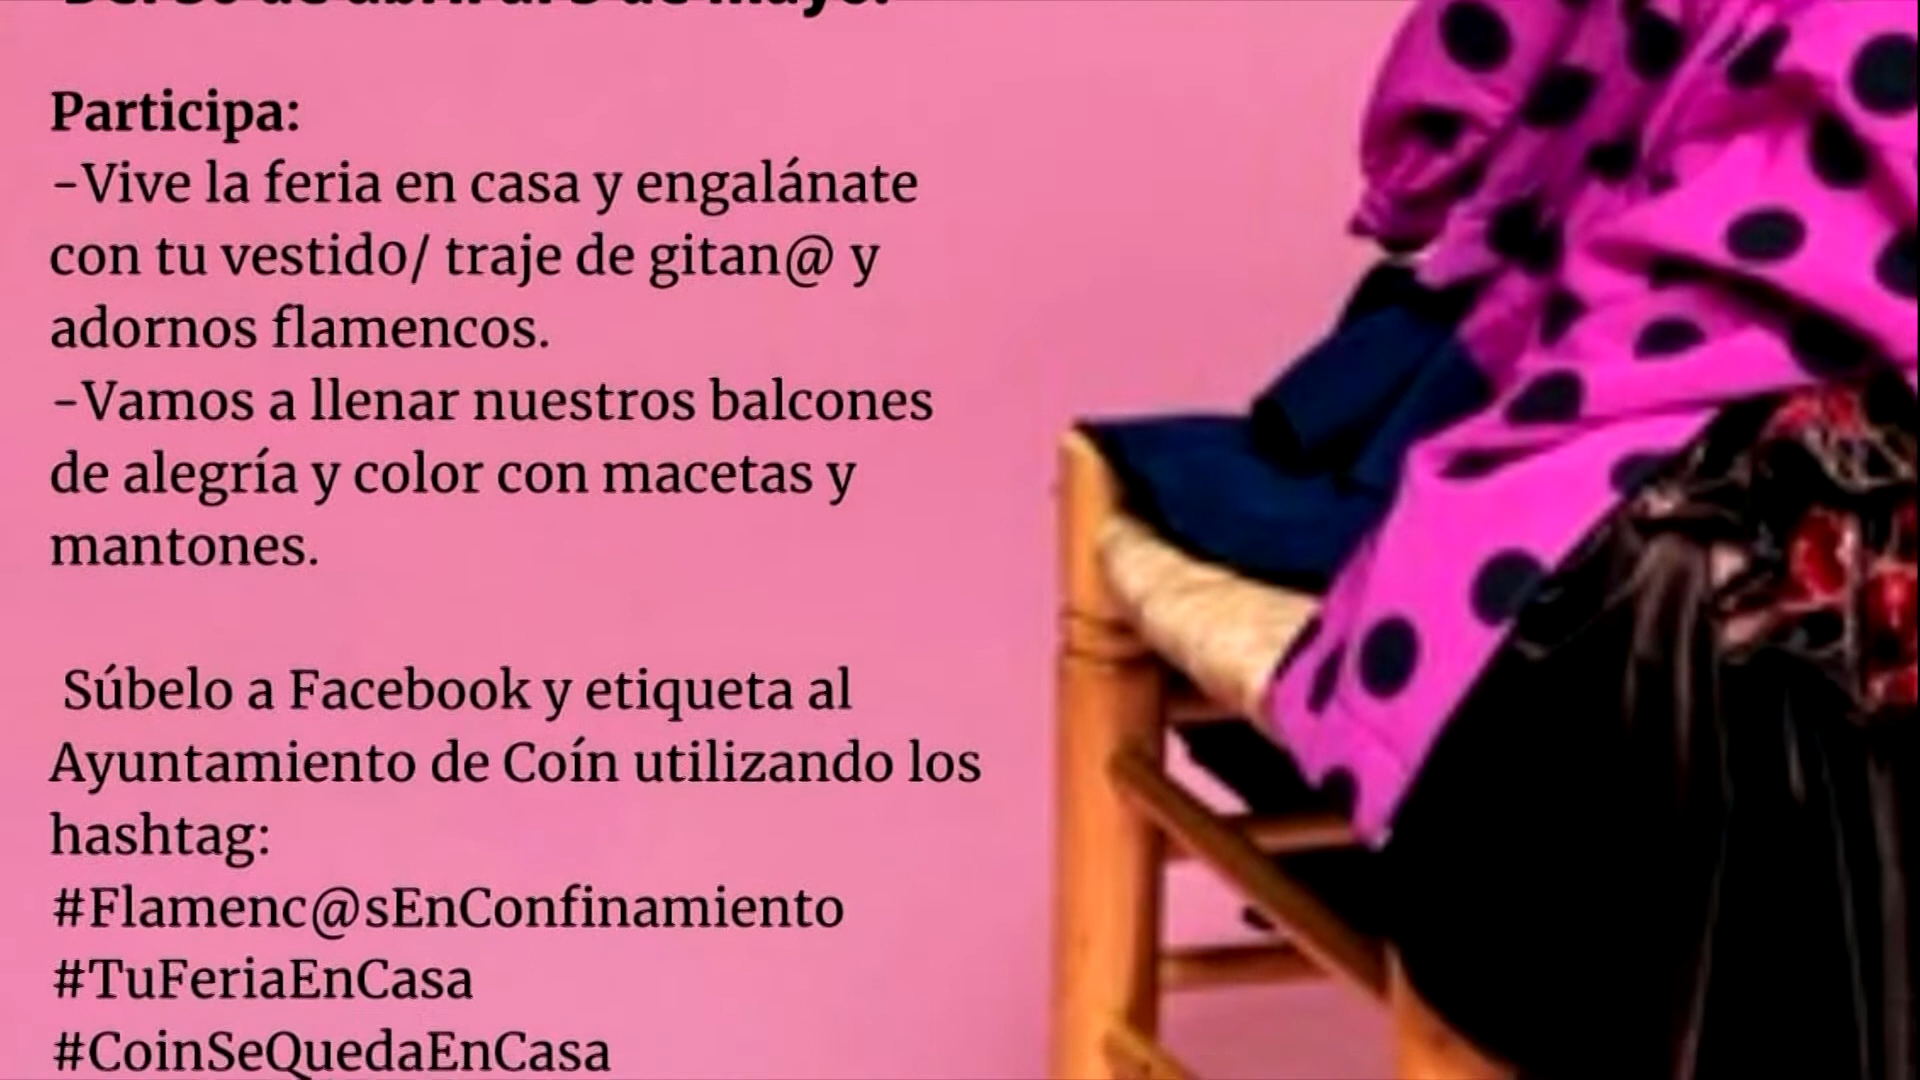 Participa:
-Vive la feria en casa y engalánate
con tu vestid0/ traje de gitan@ y
adornos flamencos.
-Vamos a llenar nuestros balcones
de alegría y color con macetas y
mantones.
Súbelo a Facebook y etiqueta al
Ayuntamiento de Coín utilizando los
hashtag:
#Flamenc@sEnConfinamiento
#TuFeriaEnCasa
#CoinSeQuedaEnCasa